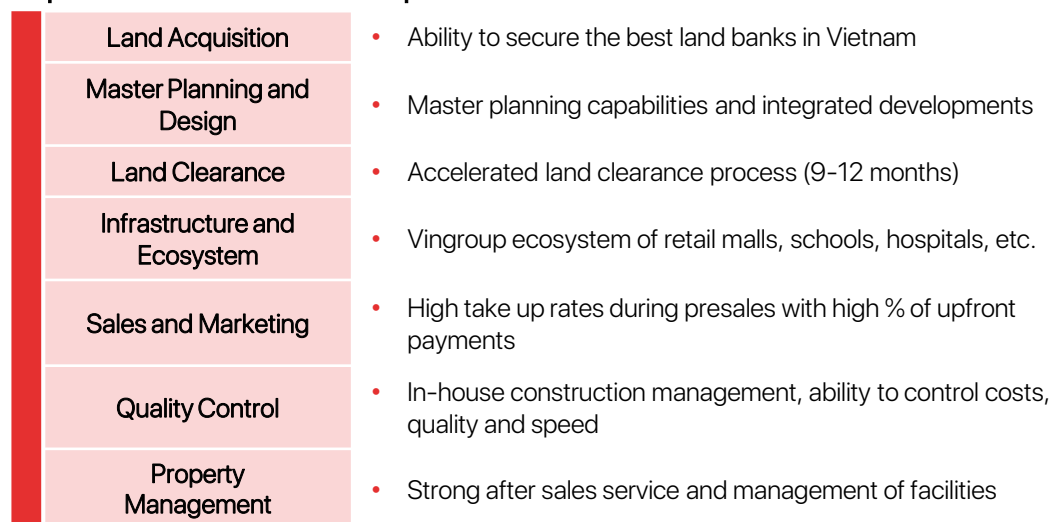 Land Acquisition
• Ability to secure the best land banks in Vietnam
Master Planning and
Design
• Master planning capabilities and integrated developments
Land Clearance
• Accelerated land clearance process (9-12 months)
Infrastructure and
Ecosystem
• Vingroup ecosystem of retail malls, schools, hospitals, etc.
Sales and Marketing
• High take up rates during presales with high % of upfront
payments
Quality Control
• In-house construction management, ability to control costs,
quality and speed
Property
Management
• Strong after sales service and management of facilities